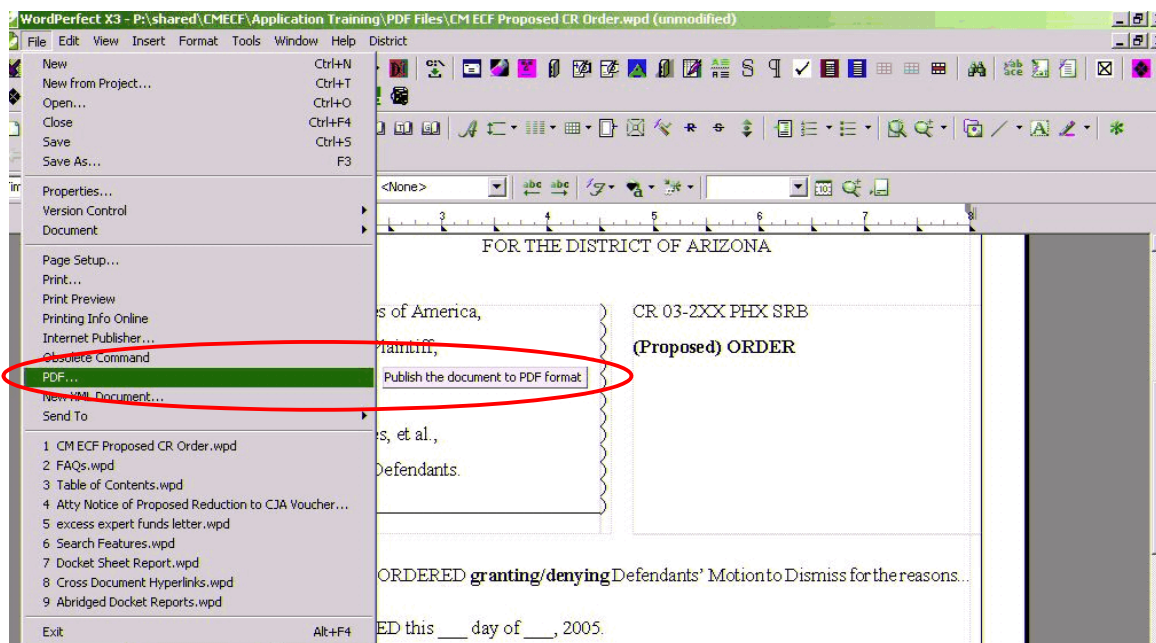 WordPerfect X3 - P:\shared\CMECF\Application Training\PDF Files\CM ECF Proposed CR Order.wpd (unmodified)
File Edit View Insert Format Tools Window Help District
New Ctrl+N
New from Project... Ctrl+T
Open... Ctrl+O
Close Ctrl+F4
Save Ctrl+S
Save As... F3
Properties...
Version Control
Document
Page Setup...
Print...
Print Preview
Printing Info Online
Internet Publisher...
Obsolete Command
PDF...
Publish the document to PDF format
New XML Document...
Send To
1 CM ECF Proposed CR Order.wpd
2 FAQs.wpd
3 Table of Contents.wpd
4 Atty Notice of Proposed Reduction to CJA Voucher...
5 excess expert funds letter.wpd
6 Search Features.wpd
7 Docket Sheet Report.wpd
8 Cross Document Hyperlinks.wpd
9 Abridged Docket Reports.wpd
Exit Alt+F4
<None>
3 4 5 6 7 8
FOR THE DISTRICT OF ARIZONA
s of America,
CR 03-2XX PHX SRB
Plaintiff,
(Proposed) ORDER
s, et al.,
Defendants.
ORDERED granting/denying Defendants' Motion to Dismiss for the reasons...
ED this ___ day of ___, 2005.